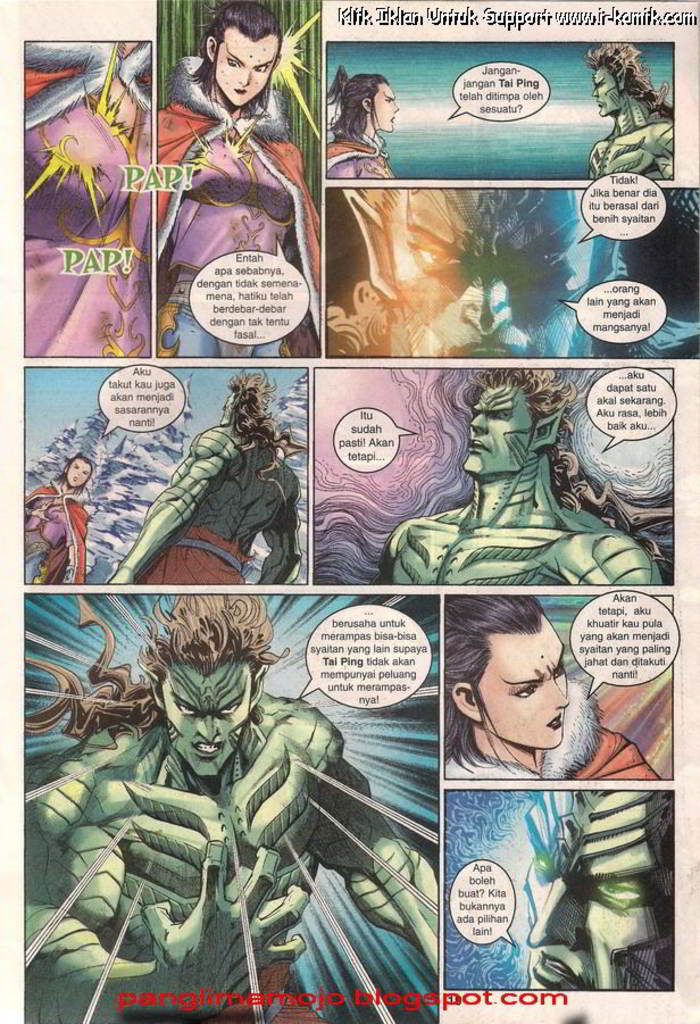 Klik Iklan Untuk Support www.ir-komik.com
PAP!
PAP!
Entah
apa sebabnya,
dengan tidak semena-
mena, hatiku telah
berdebar-debar
dengan tak tentu
fasal...
Jangan-
jangan Tai Ping
telah ditimpa oleh
sesuatu?
Tidak!
Jika benar dia
itu berasal dari
benih syaitan
...
...orang
lain yang akan
menjadi
mangsanya!
Aku
takut kau juga
akan menjadi
sasarannya
nanti!
Itu
sudah
pasti! Akan
tetapi...
...aku
dapat satu
akal sekarang.
Aku rasa, lebih
baik aku...
...
berusaha untuk
merampas bisa-bisa
syaitan yang lain supaya
Tai Ping tidak akan
mempunyai peluang
untuk merampas-
nya!
Akan
tetapi, aku
khuatir kau pula
yang akan menjadi
syaitan yang paling
jahat dan ditakuti
nanti!
Apa
boleh
buat? Kita
bukannya
ada pilihan
lain!
panglimamojo.blogspot.com